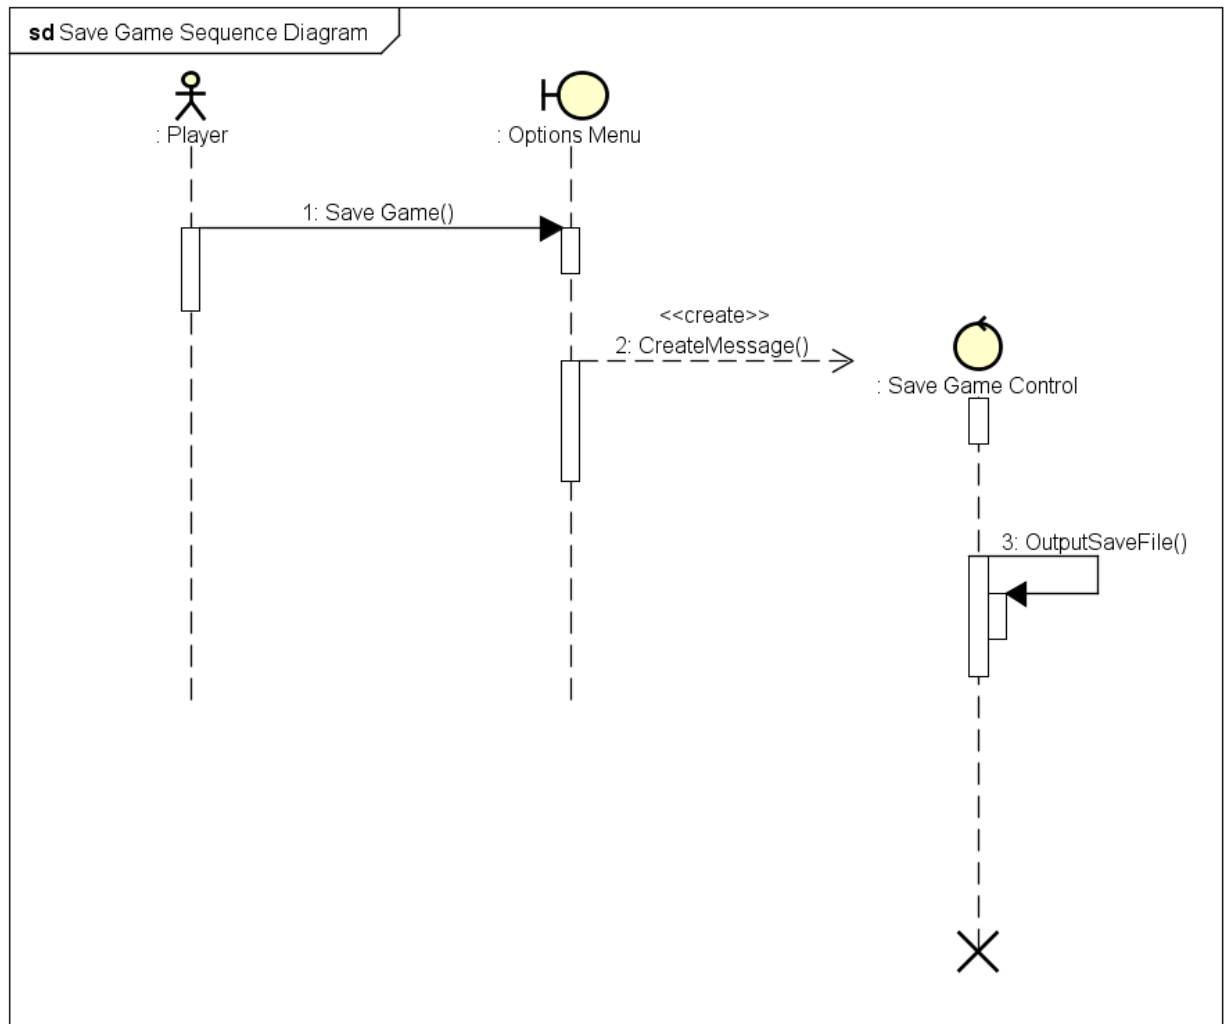 sd Save Game Sequence Diagram
: Player
: Options Menu
1: Save Game()
<<create>>
2: CreateMessage()
: Save Game Control
3: OutputSaveFile()